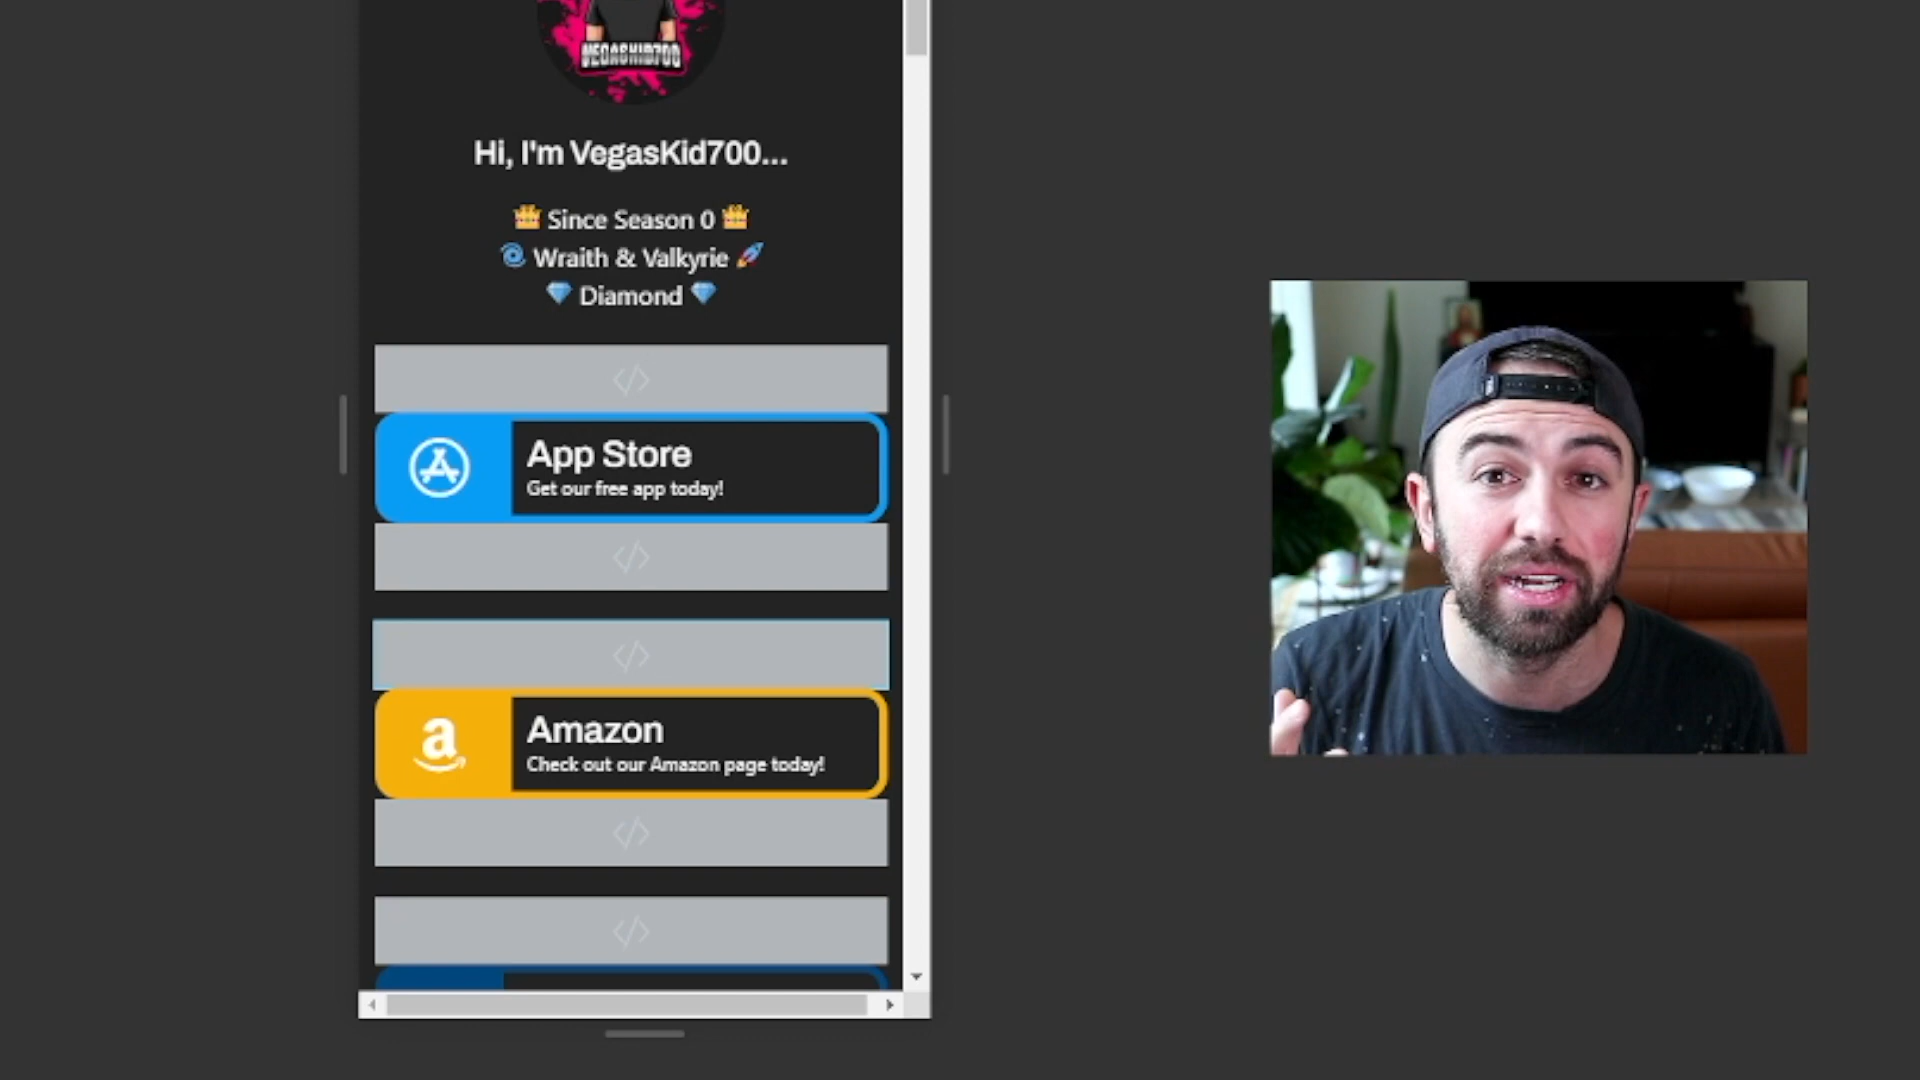 VEGASKID700
Hi, I'm VegasKid700...
Since Season 0
Wraith & Valkyrie
Diamond
</>
App Store
Get our free app today!
</>
</>
a
Amazon
Check out our Amazon page today!
</>
</>